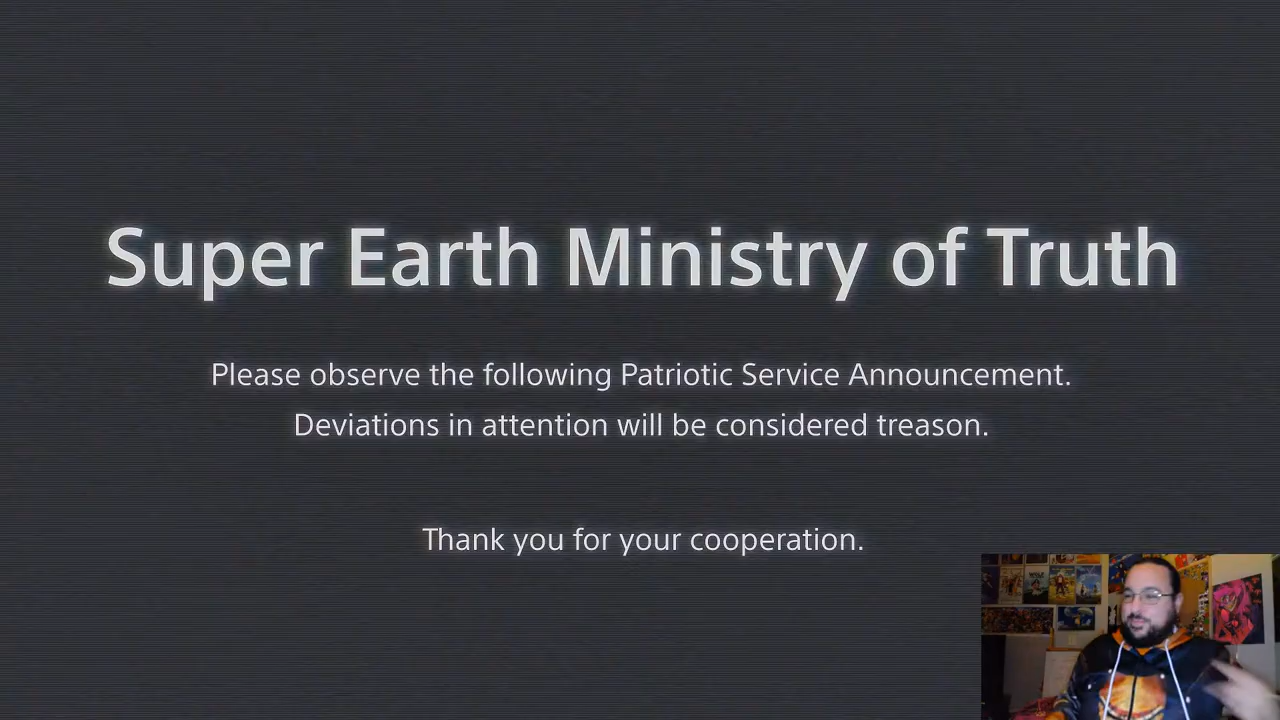 Super Earth Ministry of Truth
Please observe the following Patriotic Service Announcement.
Deviations in attention will be considered treason.
Thank you for your cooperation.